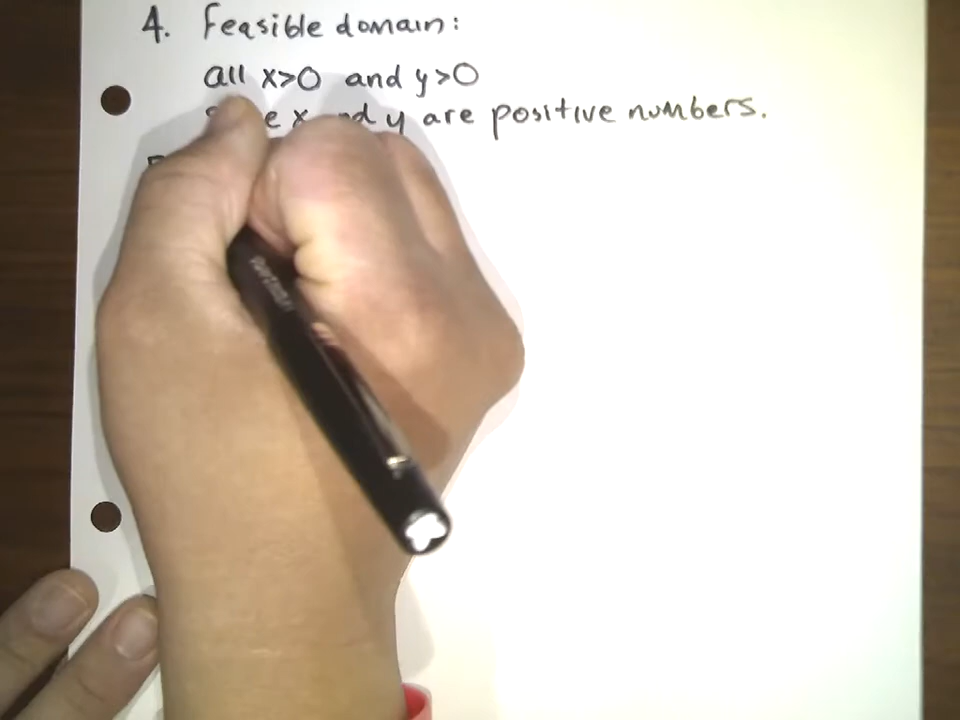 4. Feasible domain:
all x>0 and y>0
x y are positive numbers.